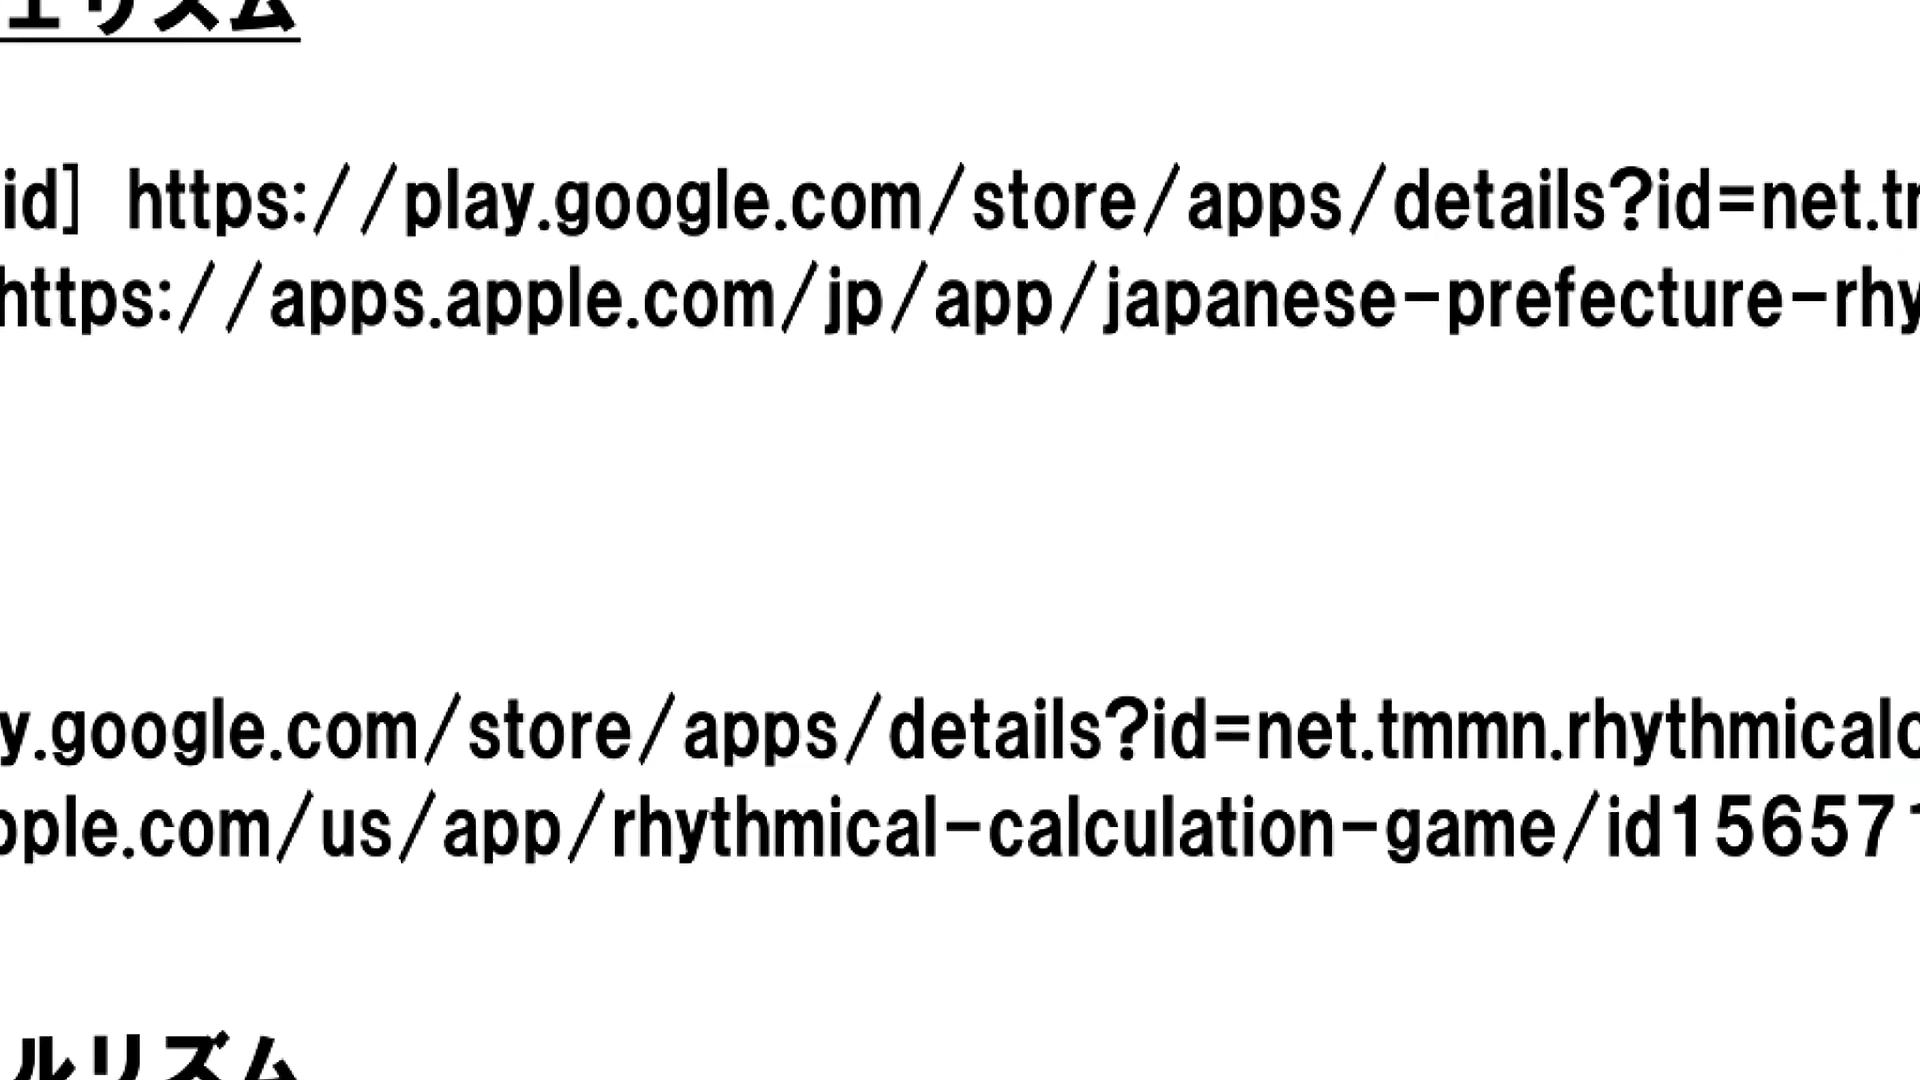 ェリズム
id] https://play.google.com/store/apps/details?id=net.tm
https://apps.apple.com/jp/app/japanese-prefecture-rhy
y.google.com/store/apps/details?id=net.tmmn.rhythmicalc
pple.com/us/app/rhythmical-calculation-game/id156571
ルリズム